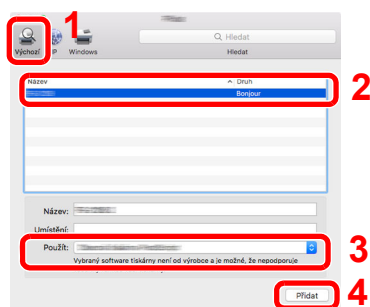 1
Hledat
Výchozí P Windows Hledat
Název Druh
Bonjour
2
Název:
Umístění:
Použít:
3
Vybraný software tiskárny není od výrobce a je možné, že nepodporuje
Přidat
4